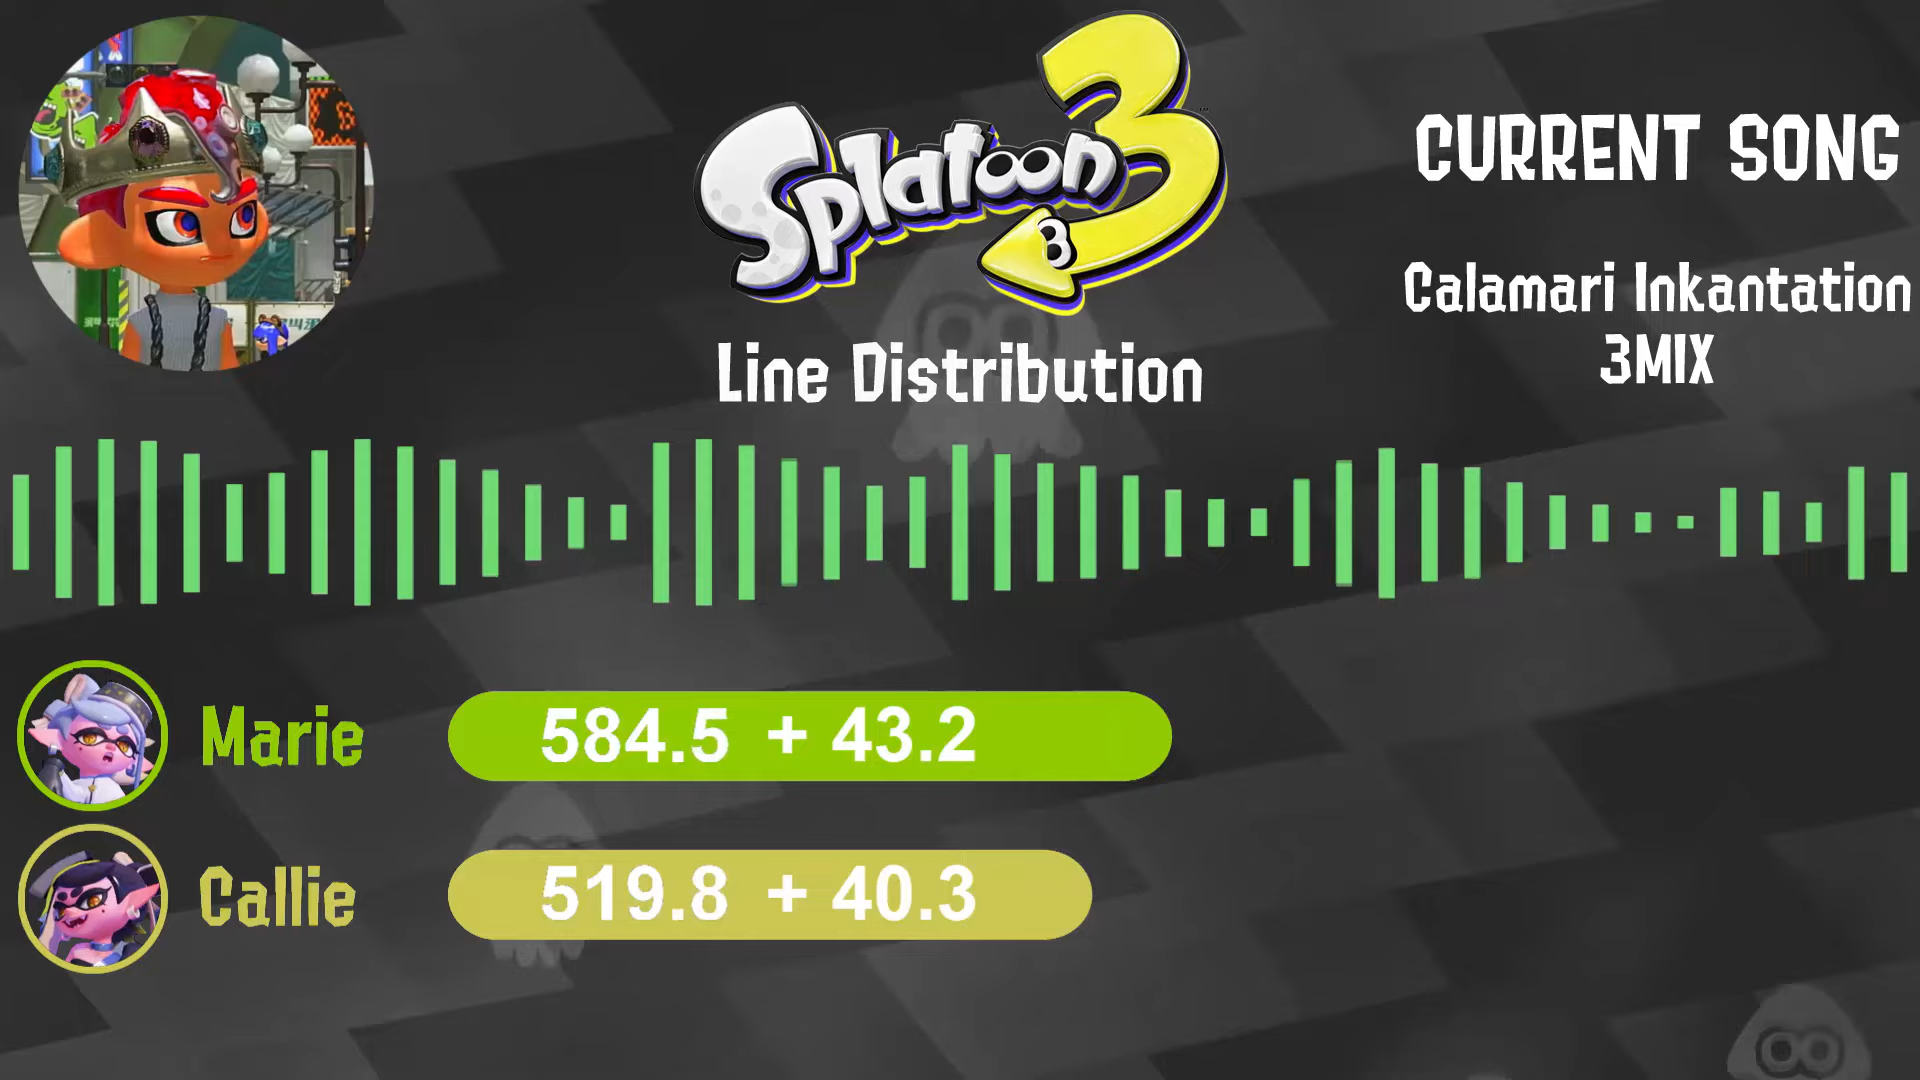 Splatoon 3
™
Line Distribution
CURRENT SONG
Calamari Inkantation
3MIX
Marie
584.5 + 43.2
Callie
519.8 + 40.3